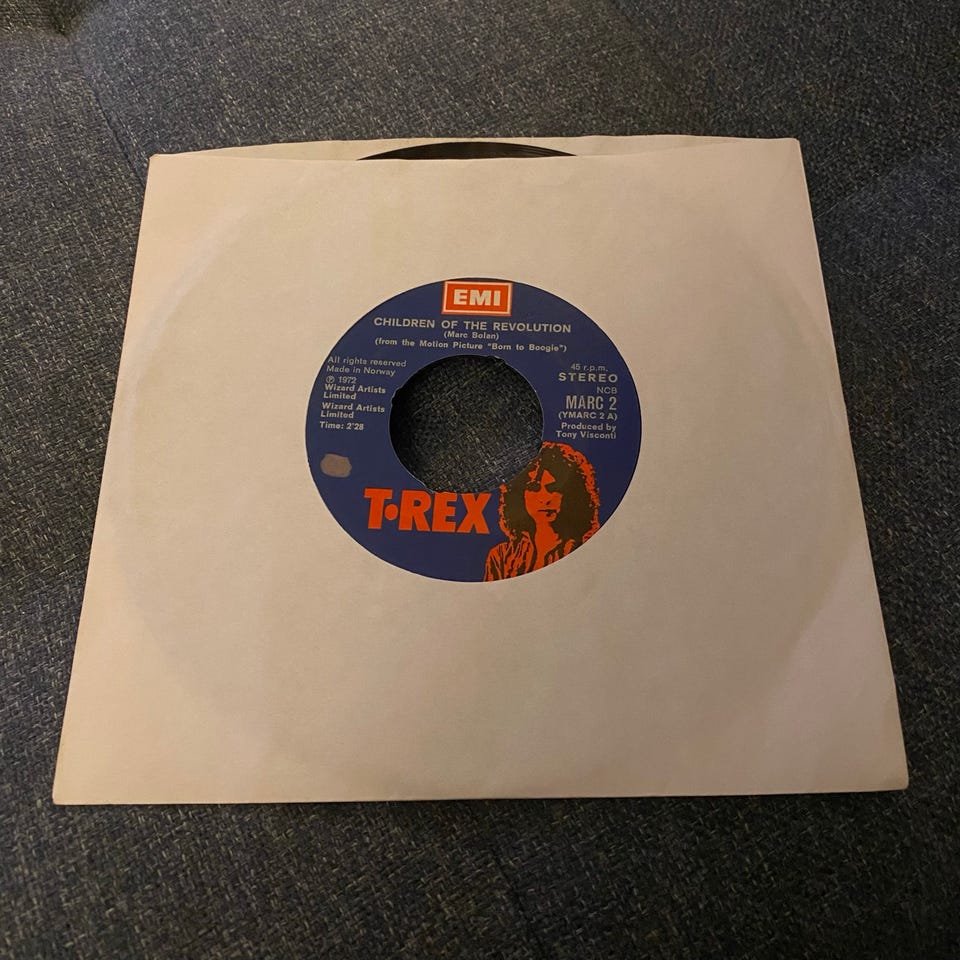 EMI
CHILDREN OF THE REVOLUTION
(Marc Bolan)
(from the Motion Picture "Born to Boogie")
All rights reserved
Made in Norway
℗ 1972
Wizard Artists
Limited
Wizard Artists
Limited
Time: 2'28
45 r.p.m.
STEREO
NCB
MARC 2
(YMARC 2 A)
Produced by
Tony Visconti
T·REX